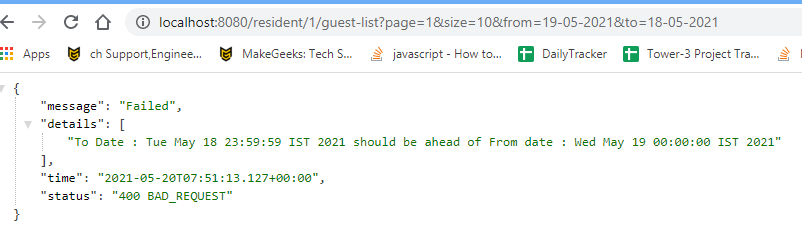 localhost:8080/resident/1/guest-list?page=1&size=10&from=19-05-2021&to=18-05-2021
Apps ch Support,Enginee... MakeGeeks: Tech S... javascript - How to... DailyTracker Tower-3 Project Tra...
{
"message": "Failed",
"details": [
"To Date : Tue May 18 23:59:59 IST 2021 should be ahead of From date : Wed May 19 00:00:00 IST 2021"
],
"time": "2021-05-20T07:51:13.127+00:00",
"status": "400 BAD_REQUEST"
}